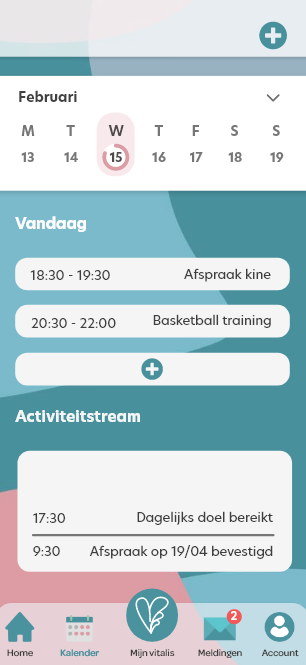 Februari
M T W T F S S
13 14 15 16 17 18 19
Vandaag
18:30 - 19:30 Afspraak kine
20:30 - 22:00 Basketball training
Activiteitstream
17:30 Dagelijks doel bereikt
9:30 Afspraak op 19/04 bevestigd
2
Home Kalender Mijn vitalis Meldingen Account